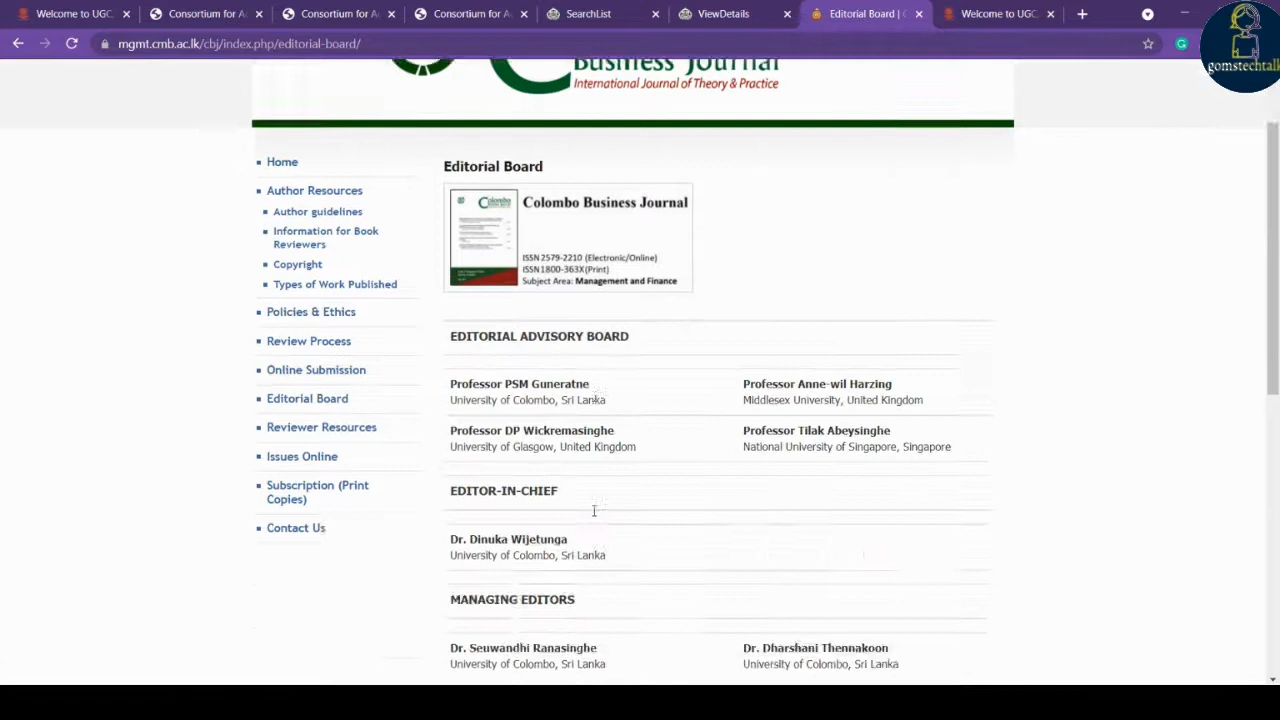 Welcome to UGC
Consortium for Ac
Consortium for Ac
Consortium for Ac
SearchList
ViewDetails
Editorial Board | C
Welcome to UGC
mgmt.cmb.ac.lk/cbj/index.php/editorial-board/
gomstechtalk
Business Journal
International Journal of Theory & Practice
Home
Author Resources
Author guidelines
Information for Book
Reviewers
Copyright
Types of Work Published
Policies & Ethics
Review Process
Online Submission
Editorial Board
Reviewer Resources
Issues Online
Subscription (Print
Copies)
Contact Us
Editorial Board
Colombo Business Journal
Colombo Business Journal
ISSN 2579-2210 (Electronic/Online)
ISSN 1800-363X(Print)
Subject Area: Management and Finance
EDITORIAL ADVISORY BOARD
Professor PSM Guneratne
University of Colombo, Sri Lanka
Professor Anne-wil Harzing
Middlesex University, United Kingdom
Professor DP Wickremasinghe
University of Glasgow, United Kingdom
Professor Tilak Abeysinghe
National University of Singapore, Singapore
EDITOR-IN-CHIEF
Dr. Dinuka Wijetunga
University of Colombo, Sri Lanka
MANAGING EDITORS
Dr. Seuwandhi Ranasinghe
University of Colombo, Sri Lanka
Dr. Dharshani Thennakoon
University of Colombo, Sri Lanka